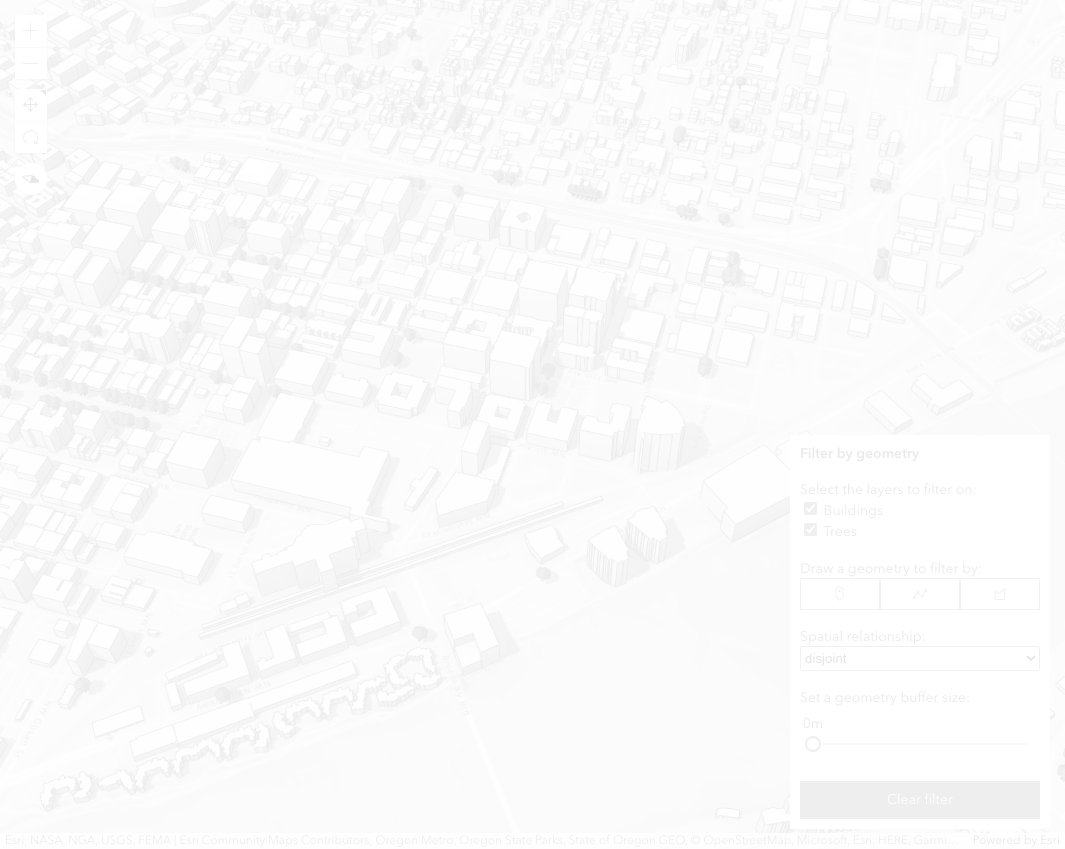 Filter by geometry
Select the layers to filter on:
Buildings
Trees
Draw a geometry to filter by:
Spatial relationship:
disjoint
Set a geometry buffer size:
0m
Clear filter
Esri, NASA, NGA, USGS, FEMA | Esri Community Maps Contributors, Oregon Metro, Oregon State Parks, State of Oregon GEO, © OpenStreetMap, Microsoft, Esri, HERE, Garmi… Powered by Esri